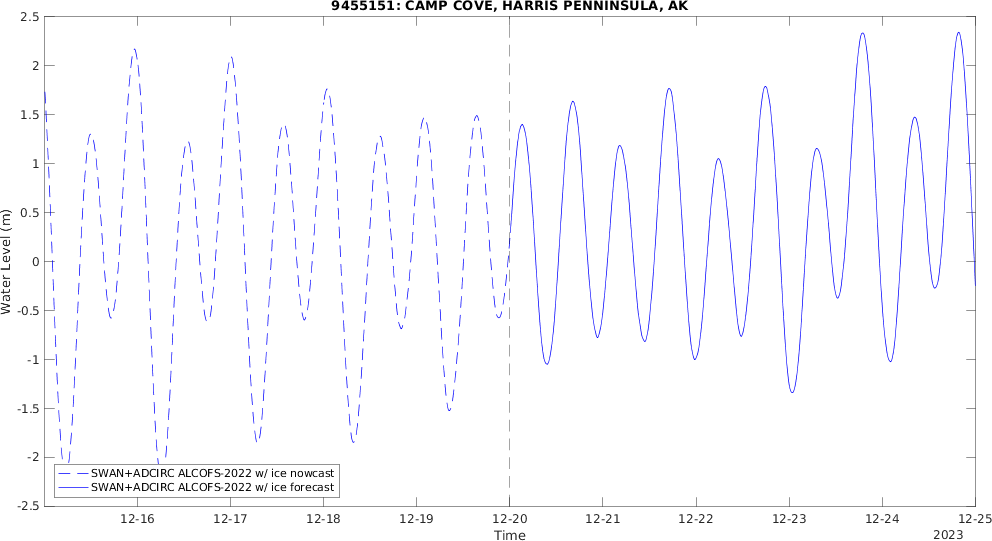 9455151: CAMP COVE, HARRIS PENNINSULA, AK
Water Level (m)
2.5
2
1.5
1
0.5
0
-0.5
-1
-1.5
-2
-2.5
SWAN+ADCIRC ALCOFS-2022 w/ ice nowcast
SWAN+ADCIRC ALCOFS-2022 w/ ice forecast
12-16 12-17 12-18 12-19 12-20 12-21 12-22 12-23 12-24 12-25
Time
2023